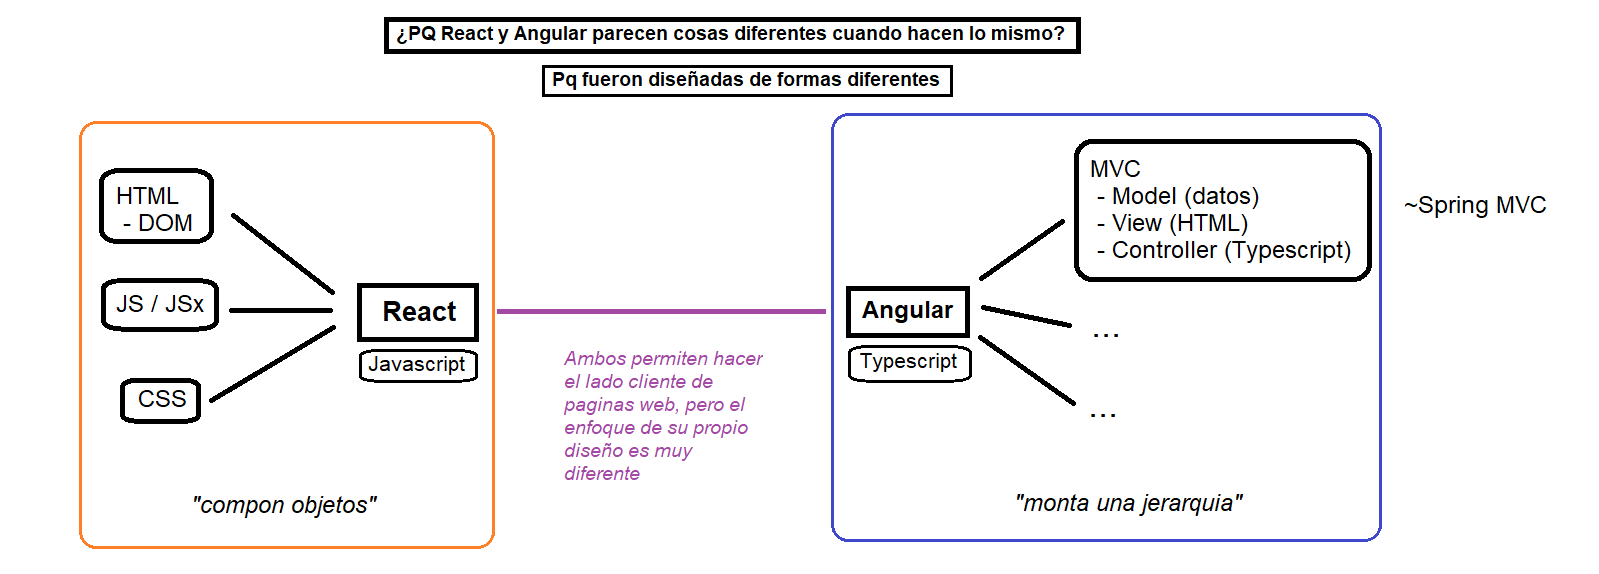 ¿PQ React y Angular parecen cosas diferentes cuando hacen lo mismo?
Pq fueron diseñadas de formas diferentes
HTML
- DOM
JS / JSx
CSS
React
Javascript
"compon objetos"
Ambos permiten hacer
el lado cliente de
paginas web, pero el
enfoque de su propio
diseño es muy
diferente
Angular
Typescript
MVC
- Model (datos)
- View (HTML)
- Controller (Typescript)
...
...
"monta una jerarquia"
~Spring MVC